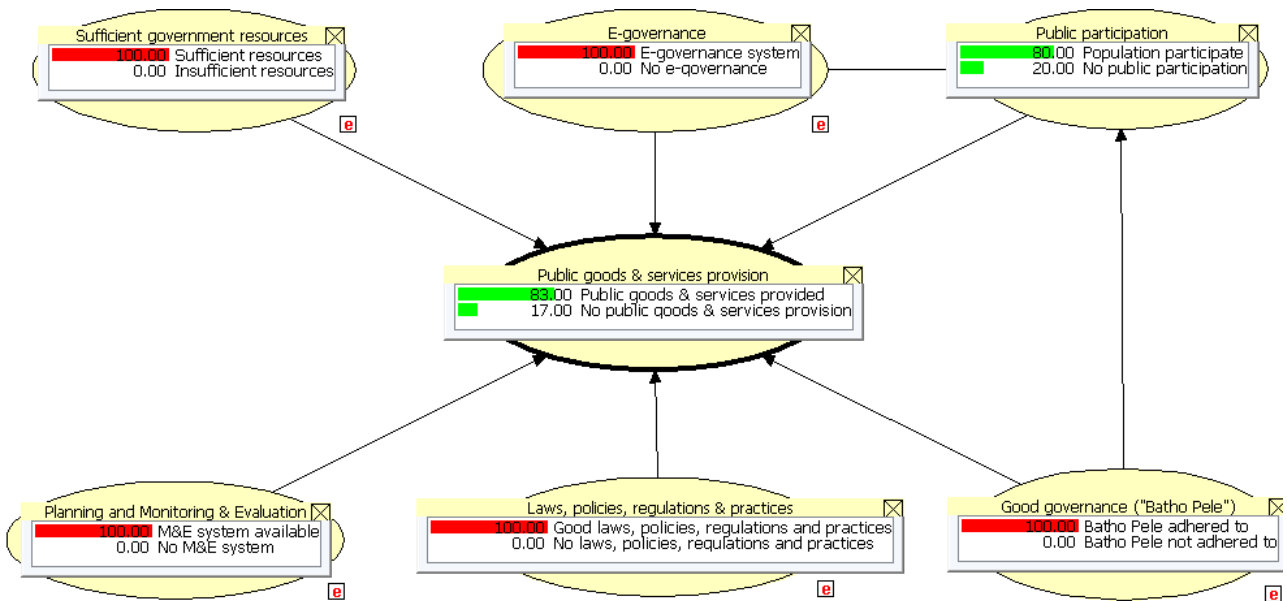 Sufficient government resources
100.00 Sufficient resources
0.00 Insufficient resources
e
E-governance
100.00 E-governance system
0.00 No e-governance
e
Public participation
80.00 Population participate
20.00 No public participation
Public goods & services provision
83.00 Public goods & services provided
17.00 No public goods & services provision
Planning and Monitoring & Evaluation
100.00 M&E system available
0.00 No M&E system
e
Laws, policies, regulations & practices
100.00 Good laws, policies, regulations and practices
0.00 No laws, policies, regulations and practices
e
Good governance ("Batho Pele")
100.00 Batho Pele adhered to
0.00 Batho Pele not adhered to
e